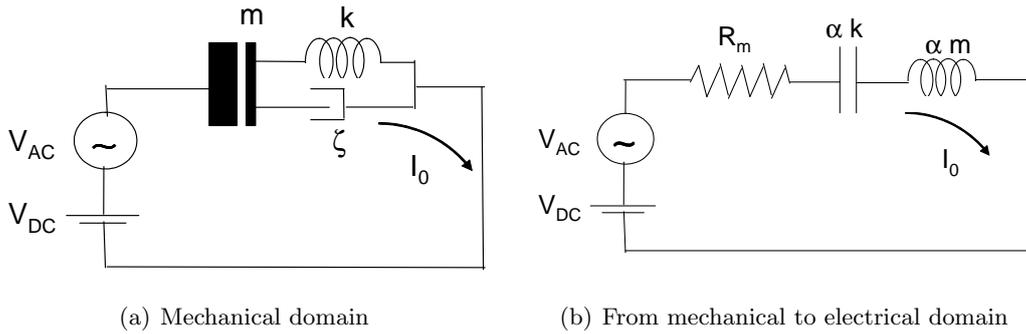 m
k
V_AC
~
ζ
I_0
V_DC
(a) Mechanical domain
R_m
α k
α m
V_AC
~
I_0
V_DC
(b) From mechanical to electrical domain